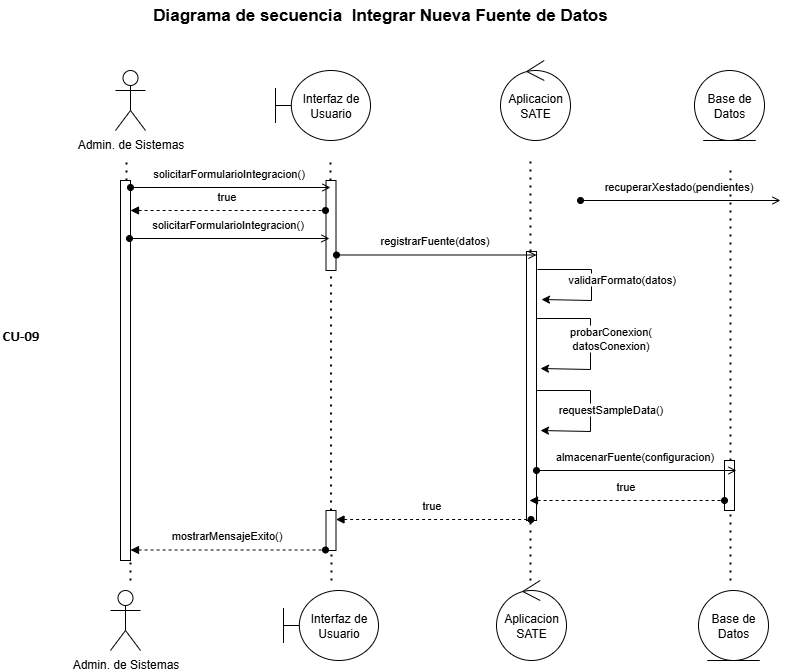 Diagrama de secuencia Integrar Nueva Fuente de Datos
Interfaz de
Usuario
Aplicacion
SATE
Base de
Datos
Admin. de Sistemas
solicitarFormularioIntegracion()
recuperarXestado(pendientes)
true
solicitarFormularioIntegracion()
registrarFuente(datos)
validarFormato(datos)
CU-09
probarConexion(
datosConexion)
requestSampleData()
almacenarFuente(configuracion)
true
true
mostrarMensajeExito()
Interfaz de
Usuario
Aplicacion
SATE
Base de
Datos
Admin. de Sistemas